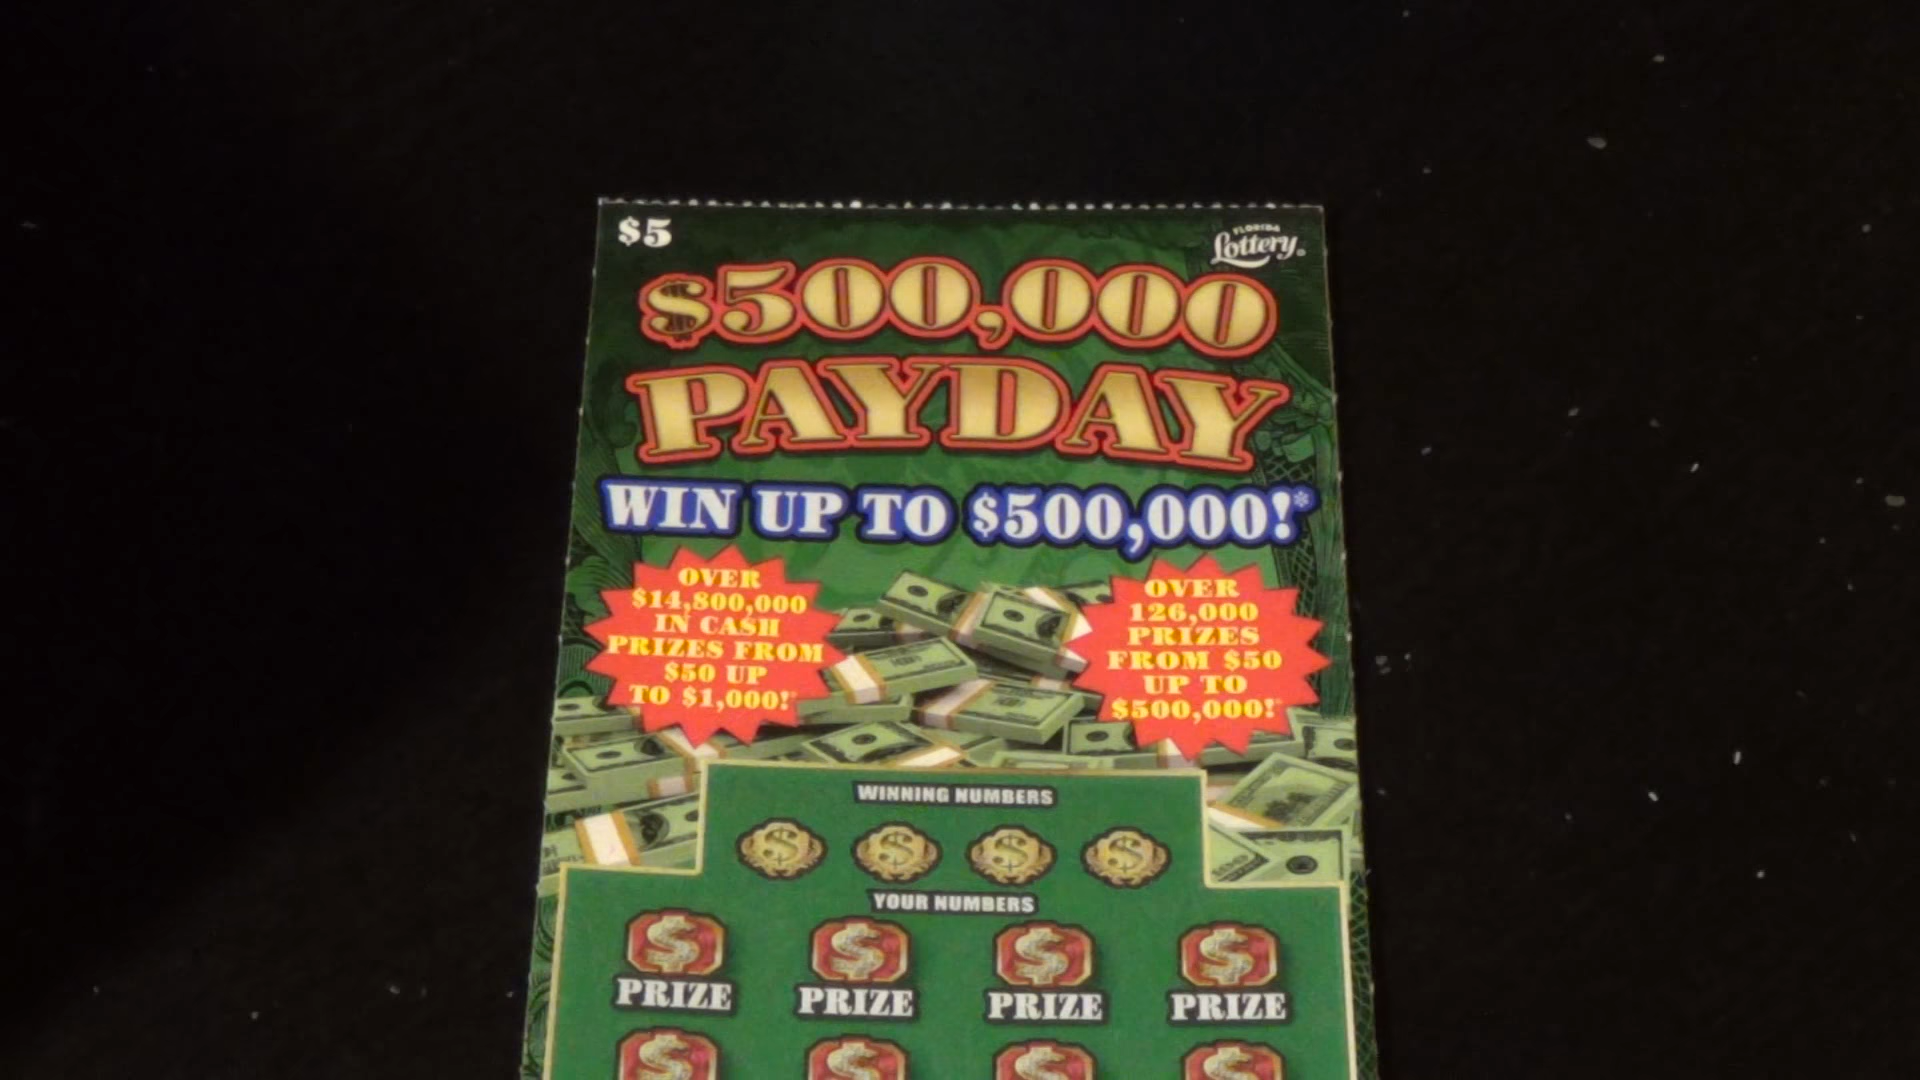 $5
FLORIDA
Lottery®
$500,000
PAYDAY
WIN UP TO $500,000!*
OVER
$14,800,000
IN CASH
PRIZES FROM
$50 UP
TO $1,000!*
OVER
126,000
PRIZES
FROM $50
UP TO
$500,000!*
WINNING NUMBERS
YOUR NUMBERS
PRIZE PRIZE PRIZE PRIZE